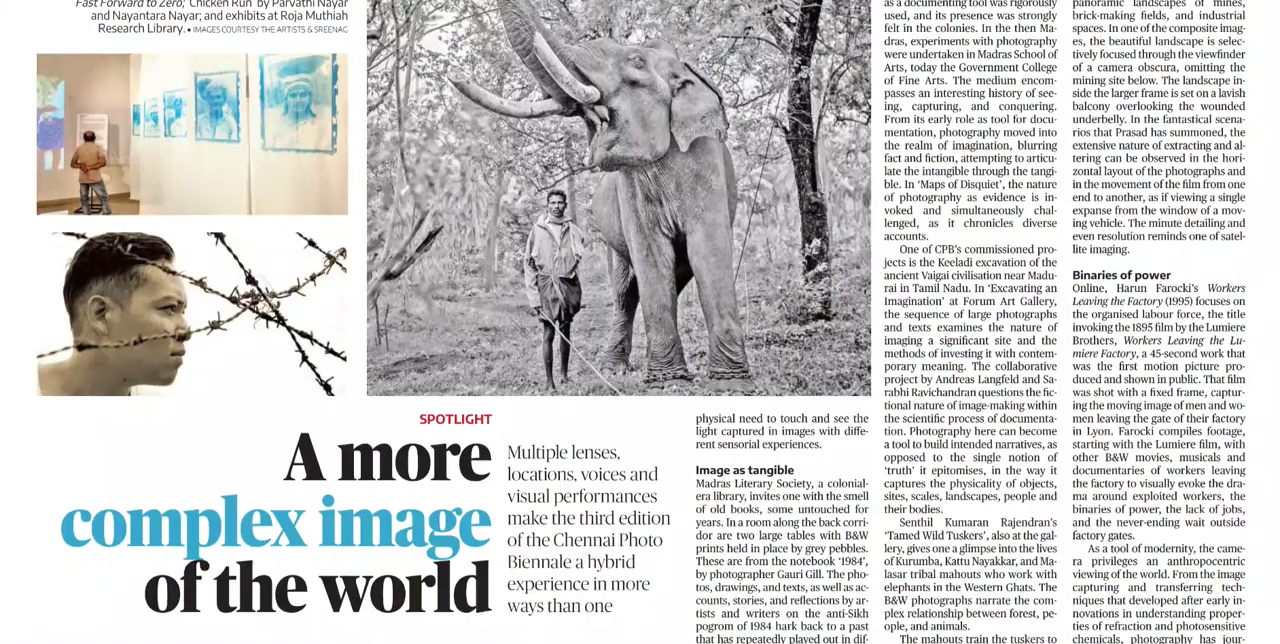 Fast Forward to Zero; 'Chicken Run' by Parvathi Nayar
and Nayantara Nayar; and exhibits at Roja Muthiah
Research Library. • IMAGES COURTESY THE ARTISTS & SREENAG
SPOTLIGHT
A more
complex image
of the world
Multiple lenses,
locations, voices and
visual performances
make the third edition
of the Chennai Photo
Biennale a hybrid
experience in more
ways than one
physical need to touch and see the
light captured in images with diffe-
rent sensorial experiences.
Image as tangible
Madras Literary Society, a colonial-
era library, invites one with the smell
of old books, some untouched for
years. In a room along the back corri-
dor are two large tables with B&W
prints held in place by grey pebbles.
These are from the notebook '1984',
by photographer Gauri Gill. The pho-
tos, drawings, and texts, as well as ac-
counts, stories, and reflections by ar-
tists and writers on the anti-Sikh
pogrom of 1984 hark back to a past
that has repeatedly played out in dif-
as a documenting tool was rigorously
used, and its presence was strongly
felt in the colonies. In the then Ma-
dras, experiments with photography
were undertaken in Madras School of
Arts, today the Government College
of Fine Arts. The medium encom-
passes an interesting history of see-
ing, capturing, and conquering.
From its early role as tool for docu-
mentation, photography moved into
the realm of imagination, blurring
fact and fiction, attempting to articu-
late the intangible through the tangi-
ble. In 'Maps of Disquiet', the nature
of photography as evidence is in-
voked and simultaneously chal-
lenged, as it chronicles diverse
accounts.
One of CPB's commissioned pro-
jects is the Keeladi excavation of the
ancient Vaigai civilisation near Madu-
rai in Tamil Nadu. In 'Excavating an
Imagination' at Forum Art Gallery,
the sequence of large photographs
and texts examines the nature of
imaging a significant site and the
methods of investing it with contem-
porary meaning. The collaborative
project by Andreas Langfeld and Sa-
rabhi Ravichandran questions the fic-
tional nature of image-making within
the scientific process of documenta-
tion. Photography here can become
a tool to build intended narratives, as
opposed to the single notion of
'truth' it epitomises, in the way it
captures the physicality of objects,
sites, scales, landscapes, people and
their bodies.
Senthil Kumaran Rajendran's
'Tamed Wild Tuskers', also at the gal-
lery, gives one a glimpse into the lives
of Kurumba, Kattu Nayakkar, and Ma-
lasar tribal mahouts who work with
elephants in the Western Ghats. The
B&W photographs narrate the com-
plex relationship between forest, pe-
ople, and animals.
The mahouts train the tuskers to
panoramic landscapes of mines,
brick-making fields, and industrial
spaces. In one of the composite imag-
es, the beautiful landscape is selec-
tively focused through the viewfinder
of a camera obscura, omitting the
mining site below. The landscape in-
side the larger frame is set on a lavish
balcony overlooking the wounded
underbelly. In the fantastical scena-
rios that Prasad has summoned, the
extensive nature of extracting and al-
tering can be observed in the hori-
zontal layout of the photographs and
in the movement of the film from one
end to another, as if viewing a single
expanse from the window of a mov-
ing vehicle. The minute detailing and
even resolution reminds one of satel-
lite imaging.
Binaries of power
Online, Harun Farocki's Workers
Leaving the Factory (1995) focuses on
the organised labour force, the title
invoking the 1895 film by the Lumiere
Brothers, Workers Leaving the Lu-
miere Factory, a 45-second work that
was the first motion picture pro-
duced and shown in public. That film
was shot with a fixed frame, captur-
ing the moving image of men and wo-
men leaving the gate of their factory
in Lyon. Farocki compiles footage,
starting with the Lumiere film, with
other B&W movies, musicals and
documentaries of workers leaving
the factory to visually evoke the dra-
ma around exploited workers, the
binaries of power, the lack of jobs,
and the never-ending wait outside
factory gates.
As a tool of modernity, the came-
ra privileges an anthropocentric
viewing of the world. From the image
capturing and transferring tech-
niques that developed after early in-
novations in understanding proper-
ties of refraction and photosensitive
chemicals, photography has jour-